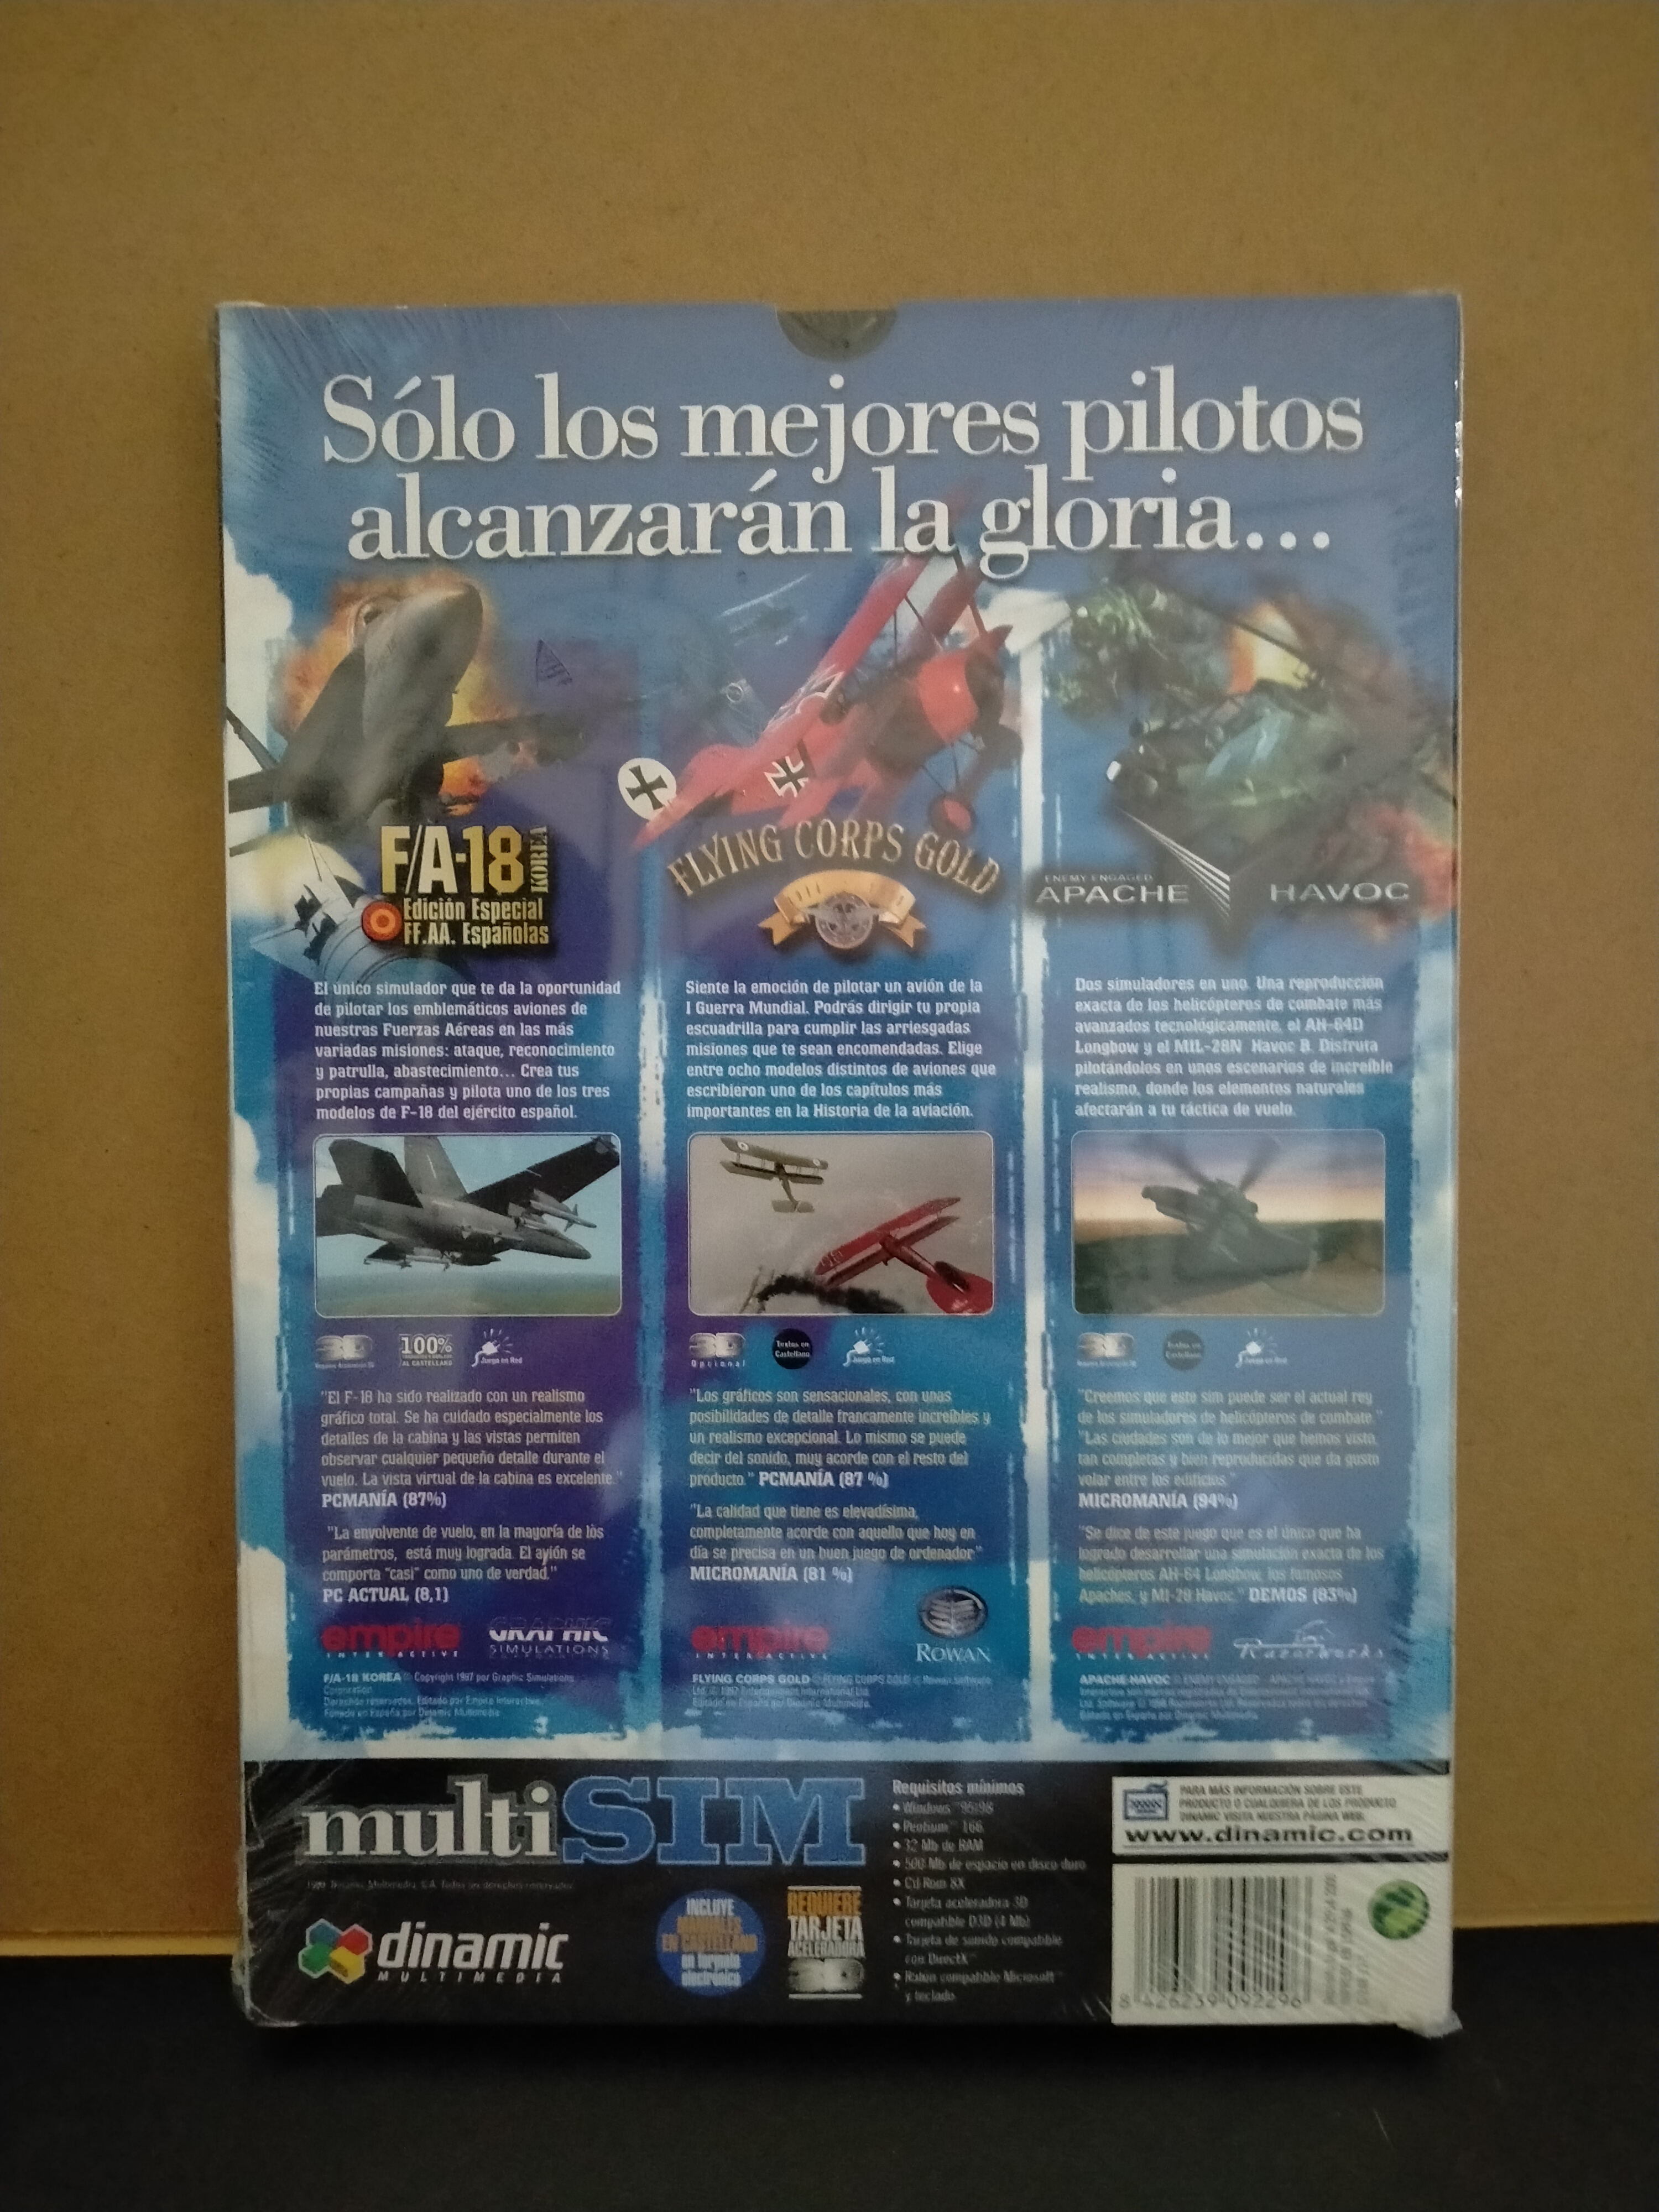 Sólo los mejores pilotos
alcanzarán la gloria...
F/A-18
KOREA
Edición Especial
FF.AA. Españolas
El único simulador que te da la oportunidad
de pilotar los emblemáticos aviones de
nuestras Fuerzas Aéreas en las más
variadas misiones: ataque, reconocimiento
y patrulla, abastecimiento... Crea tus
propias campañas y pilota uno de los tres
modelos de F-18 del ejército español.
100%
AL CASTELLANO
Juego en Red
"El F-18 ha sido realizado con un realismo
gráfico total. Se ha cuidado especialmente los
detalles de la cabina y las vistas permiten
observar cualquier pequeño detalle durante el
vuelo. La vista virtual de la cabina es excelente."
PCMANÍA (87%)
"La envolvente de vuelo, en la mayoría de los
parámetros, está muy lograda. El avión se
comporta "casi" como uno de verdad."
PC ACTUAL (8,1)
empire
INTERACTIVE
GRAPHIC
SIMULATIONS
F/A-18 KOREA © Copyright 1997 por Graphic Simulations
Corporation.
Derechos reservados. Editado por Empire Interactive.
Editado en España por Dinamic Multimedia
FLYING CORPS GOLD
Siente la emoción de pilotar un avión de la
I Guerra Mundial. Podrás dirigir tu propia
escuadrilla para cumplir las arriesgadas
misiones que te sean encomendadas. Elige
entre ocho modelos distintos de aviones que
escribieron uno de los capítulos más
importantes en la Historia de la aviación.
3D
Opcional
Textos en
Castellano
Juego en Red
"Los gráficos son sensacionales, con unas
posibilidades de detalle francamente increíbles y
un realismo excepcional. Lo mismo se puede
decir del sonido, muy acorde con el resto del
producto." PCMANÍA (87 %)
"La calidad que tiene es elevadísima,
completamente acorde con aquello que hoy en
día se precisa en un buen juego de ordenador"
MICROMANÍA (81 %)
empire
INTERACTIVE
ROWAN
FLYING CORPS GOLD © FLYING CORPS GOLD © Rowan Software
Ltd. © 1997 Entertainment International Ltd.
Editado en España por Dinamic Multimedia.
ENEMY ENGAGED
APACHE HAVOC
Dos simuladores en uno. Una reproducción
exacta de los helicópteros de combate más
avanzados tecnológicamente, el AH-64D
Longbow y el MIL-28N Havoc B. Disfruta
pilotándolos en unos escenarios de increíble
realismo, donde los elementos naturales
afectarán a tu táctica de vuelo.
3D
Textos en
Castellano
Juego en Red
"Creemos que este sim puede ser el actual rey
de los simuladores de helicópteros de combate."
"Las ciudades son de lo mejor que hemos visto,
tan completas y bien reproducidas que da gusto
volar entre los edificios."
MICROMANÍA (94%)
"Se dice de este juego que es el único que ha
logrado desarrollar una simulación exacta de los
helicópteros AH-64 Longbow, los famosos
Apaches, y MI-28 Havoc." DEMOS (83%)
empire
INTERACTIVE
Razorworks
Editado en España por Dinamic Multimedia
multiSIM
dinamic
MULTIMEDIA
INCLUYE
MANUALES
EN CASTELLANO
en formato
electrónico
REQUIERE
TARJETA
ACELERADORA
3D
Requisitos mínimos
• Windows™ 95/98
• Pentium™ 166
• 32 Mb de RAM
• 500 Mb de espacio en disco duro
• Cd-Rom 8X
• Tarjeta aceleradora 3D
compatible D3D (4 Mb)
• Tarjeta de sonido compatible
con DirectX™
• Ratón compatible Microsoft™
y teclado
PARA MÁS INFORMACIÓN SOBRE ESTE
PRODUCTO O CUALQUIERA DE LOS PRODUCTO
DINAMIC VISITA NUESTRA PÁGINA WEB:
www.dinamic.com
8 426239 092296